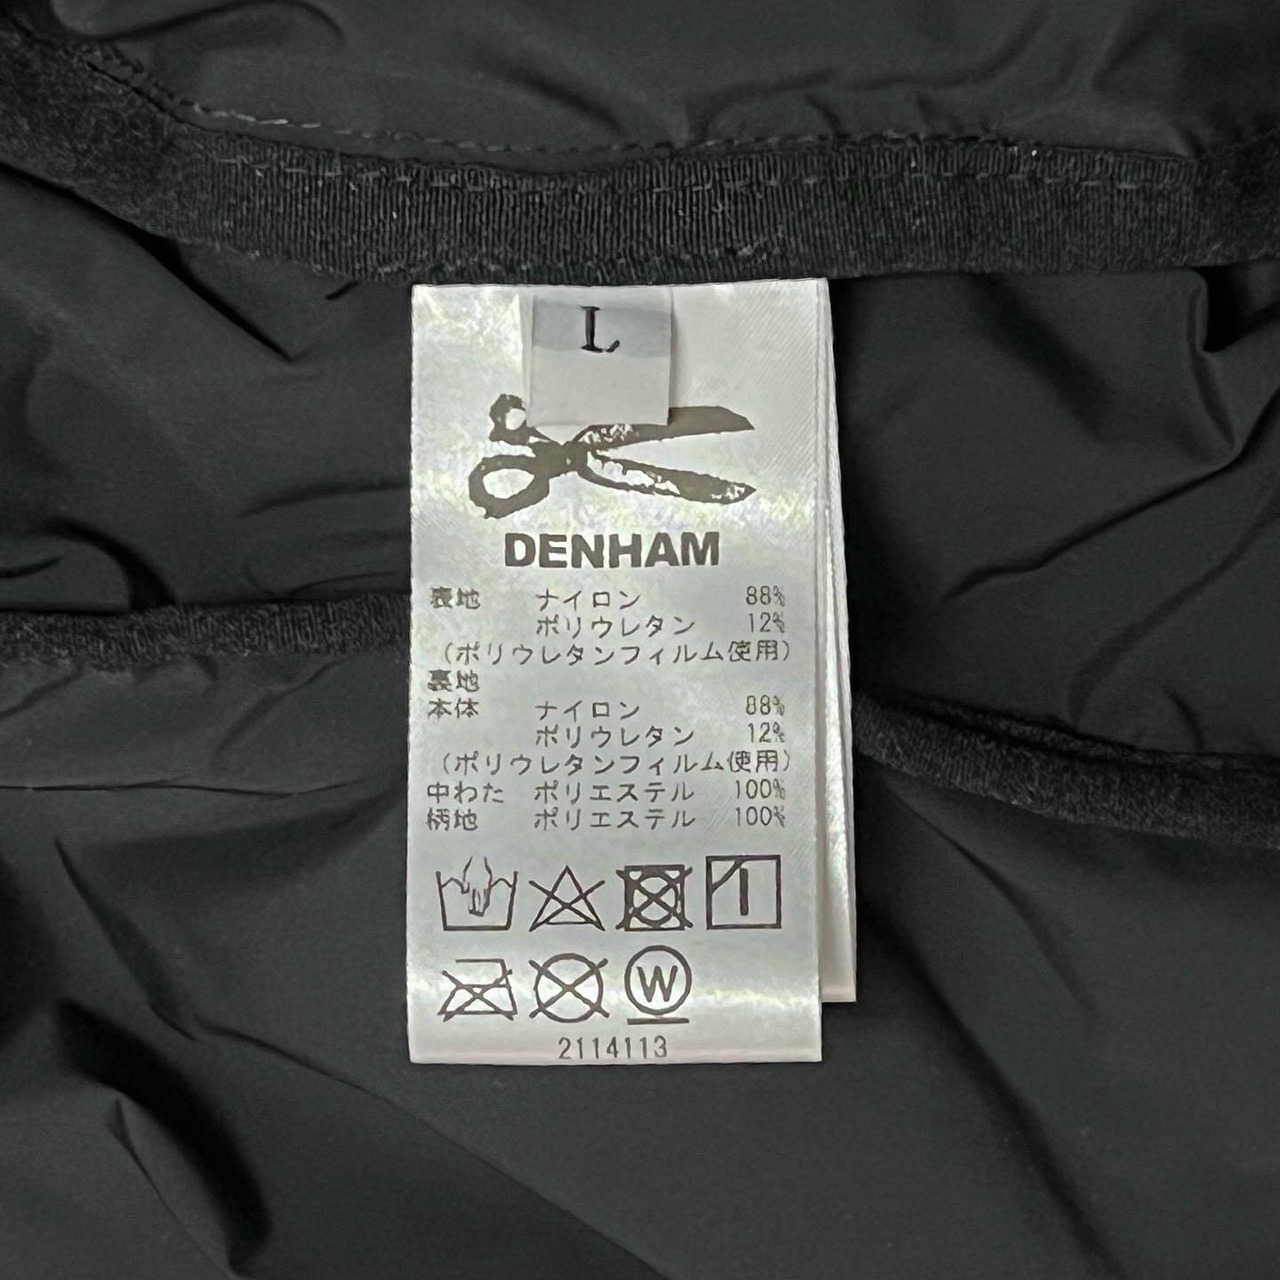 L
DENHAM
表地 ナイロン 88%
ポリウレタン 12%
(ポリウレタンフィルム使用)
裏地
本体 ナイロン 88%
ポリウレタン 12%
(ポリウレタンフィルム使用)
中わた ポリエステル 100%
柄地 ポリエステル 100%
W
2114113